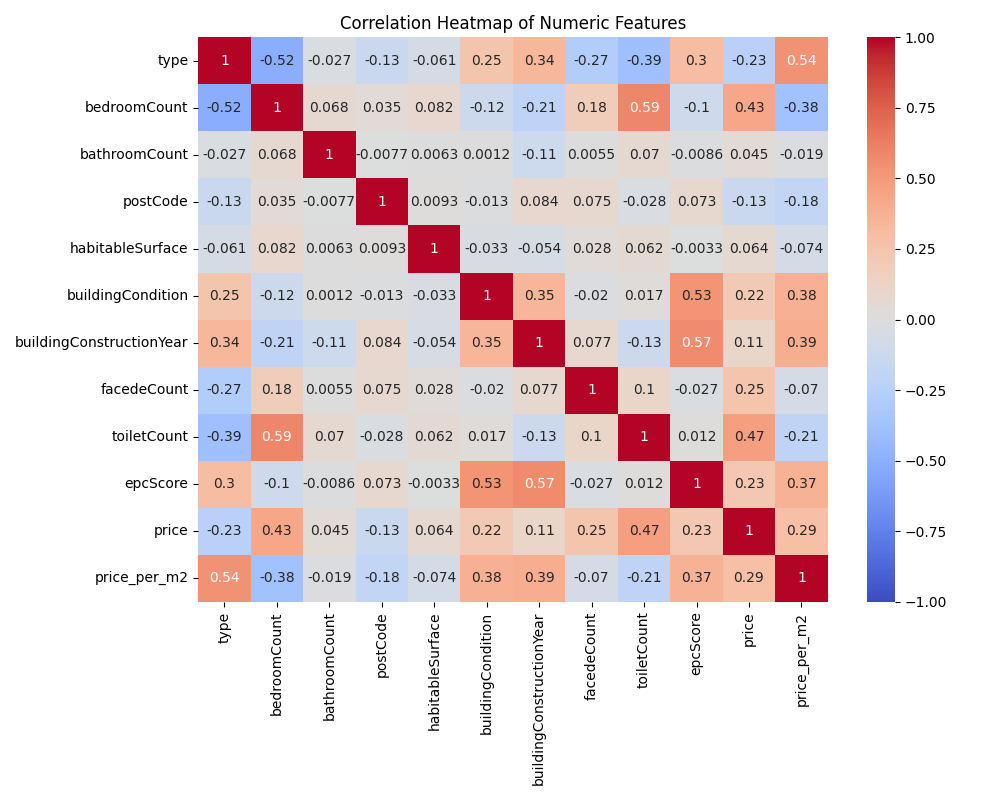 Correlation Heatmap of Numeric Features
type 1 -0.52 -0.027 -0.13 -0.061 0.25 0.34 -0.27 -0.39 0.3 -0.23 0.54
bedroomCount -0.52 1 0.068 0.035 0.082 -0.12 -0.21 0.18 0.59 -0.1 0.43 -0.38
bathroomCount -0.027 0.068 1 -0.0077 0.0063 0.0012 -0.11 0.0055 0.07 -0.0086 0.045 -0.019
postCode -0.13 0.035 -0.0077 1 0.0093 -0.013 0.084 0.075 -0.028 0.073 -0.13 -0.18
habitableSurface -0.061 0.082 0.0063 0.0093 1 -0.033 -0.054 0.028 0.062 -0.0033 0.064 -0.074
buildingCondition 0.25 -0.12 0.0012 -0.013 -0.033 1 0.35 -0.02 0.017 0.53 0.22 0.38
buildingConstructionYear 0.34 -0.21 -0.11 0.084 -0.054 0.35 1 0.077 -0.13 0.57 0.11 0.39
facedeCount -0.27 0.18 0.0055 0.075 0.028 -0.02 0.077 1 0.1 -0.027 0.25 -0.07
toiletCount -0.39 0.59 0.07 -0.028 0.062 0.017 -0.13 0.1 1 0.012 0.47 -0.21
epcScore 0.3 -0.1 -0.0086 0.073 -0.0033 0.53 0.57 -0.027 0.012 1 0.23 0.37
price -0.23 0.43 0.045 -0.13 0.064 0.22 0.11 0.25 0.47 0.23 1 0.29
price_per_m2 0.54 -0.38 -0.019 -0.18 -0.074 0.38 0.39 -0.07 -0.21 0.37 0.29 1
type
bedroomCount
bathroomCount
postCode
habitableSurface
buildingCondition
buildingConstructionYear
facedeCount
toiletCount
epcScore
price
price_per_m2
1.00
0.75
0.50
0.25
0.00
−0.25
−0.50
−0.75
−1.00